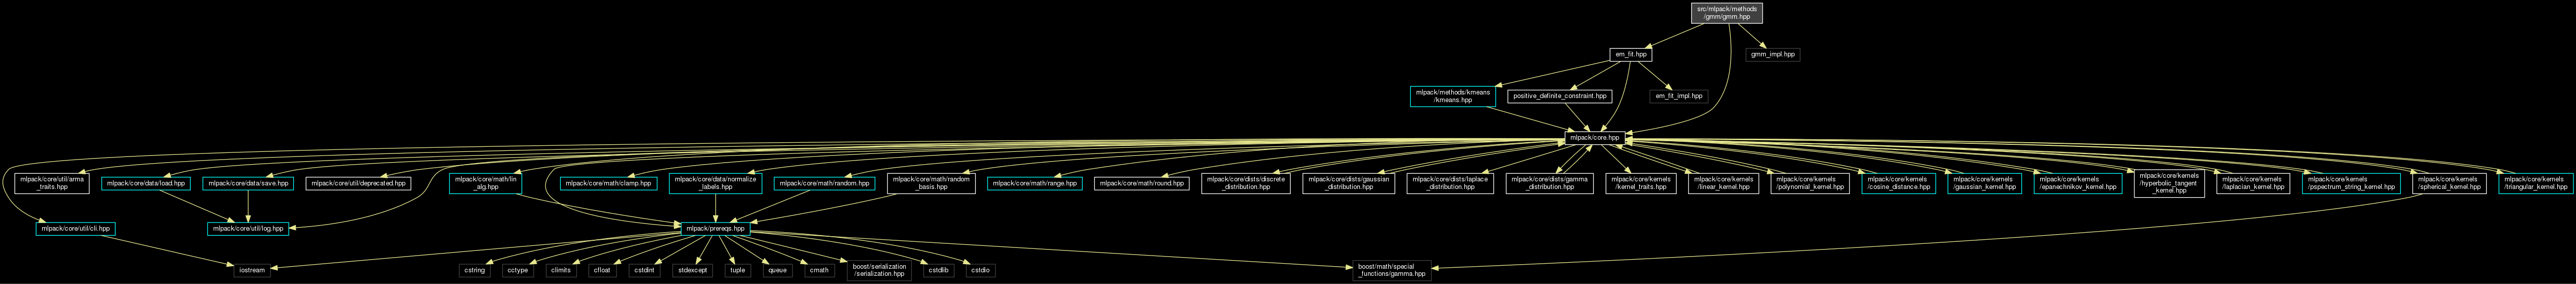 src/mlpack/methods
/gmm/gmm.hpp
em_fit.hpp
gmm_impl.hpp
mlpack/methods/kmeans
/kmeans.hpp
positive_definite_constraint.hpp
em_fit_impl.hpp
mlpack/core.hpp
mlpack/core/util/arma
_traits.hpp
mlpack/core/data/load.hpp
mlpack/core/data/save.hpp
mlpack/core/util/deprecated.hpp
mlpack/core/math/lin
_alg.hpp
mlpack/core/math/clamp.hpp
mlpack/core/data/normalize
_labels.hpp
mlpack/core/math/random.hpp
mlpack/core/math/random
_basis.hpp
mlpack/core/math/range.hpp
mlpack/core/math/round.hpp
mlpack/core/dists/discrete
_distribution.hpp
mlpack/core/dists/gaussian
_distribution.hpp
mlpack/core/dists/laplace
_distribution.hpp
mlpack/core/dists/gamma
_distribution.hpp
mlpack/core/kernels
/kernel_traits.hpp
mlpack/core/kernels
/linear_kernel.hpp
mlpack/core/kernels
/polynomial_kernel.hpp
mlpack/core/kernels
/cosine_distance.hpp
mlpack/core/kernels
/gaussian_kernel.hpp
mlpack/core/kernels
/epanechnikov_kernel.hpp
mlpack/core/kernels
/hyperbolic_tangent
_kernel.hpp
mlpack/core/kernels
/laplacian_kernel.hpp
mlpack/core/kernels
/pspectrum_string_kernel.hpp
mlpack/core/kernels
/spherical_kernel.hpp
mlpack/core/kernels
/triangular_kernel.hpp
mlpack/core/util/cli.hpp
mlpack/core/util/log.hpp
mlpack/prereqs.hpp
iostream
cstring
cctype
climits
cfloat
cstdint
stdexcept
tuple
queue
cmath
boost/serialization
/serialization.hpp
cstdlib
cstdio
boost/math/special
_functions/gamma.hpp